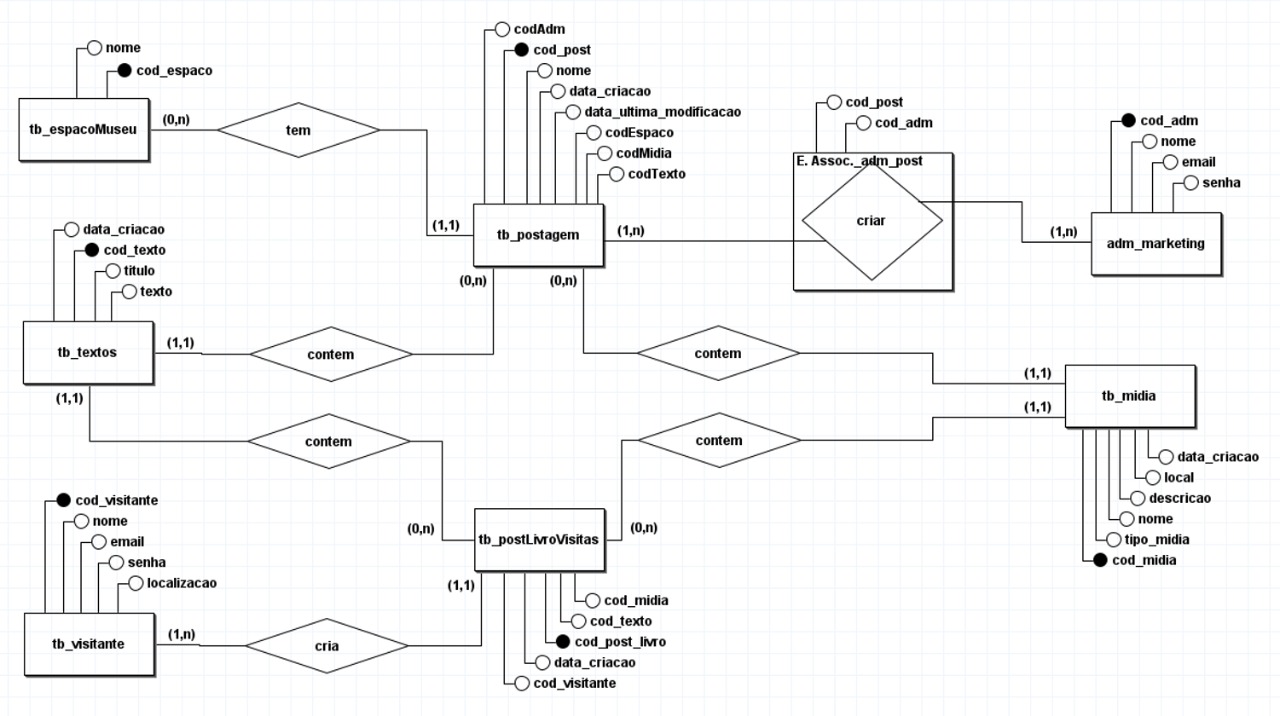 nome
cod_espaco
tb_espacoMuseu
(0,n)
tem
codAdm
cod_post
nome
data_criacao
data_ultima_modificacao
codEspaco
codMidia
codTexto
(1,1)
tb_postagem
(1,n)
(0,n)
(0,n)
cod_post
cod_adm
E. Assoc._adm_post
criar
(1,n)
cod_adm
nome
email
senha
adm_marketing
data_criacao
cod_texto
titulo
texto
tb_textos
(1,1)
contem
contem
(1,1)
tb_midia
(1,1)
(1,1)
contem
contem
data_criacao
local
descricao
nome
tipo_midia
cod_midia
cod_visitante
nome
email
senha
localizacao
tb_visitante
(1,n)
cria
(0,n)
tb_postLivroVisitas
(0,n)
(1,1)
cod_midia
cod_texto
cod_post_livro
data_criacao
cod_visitante